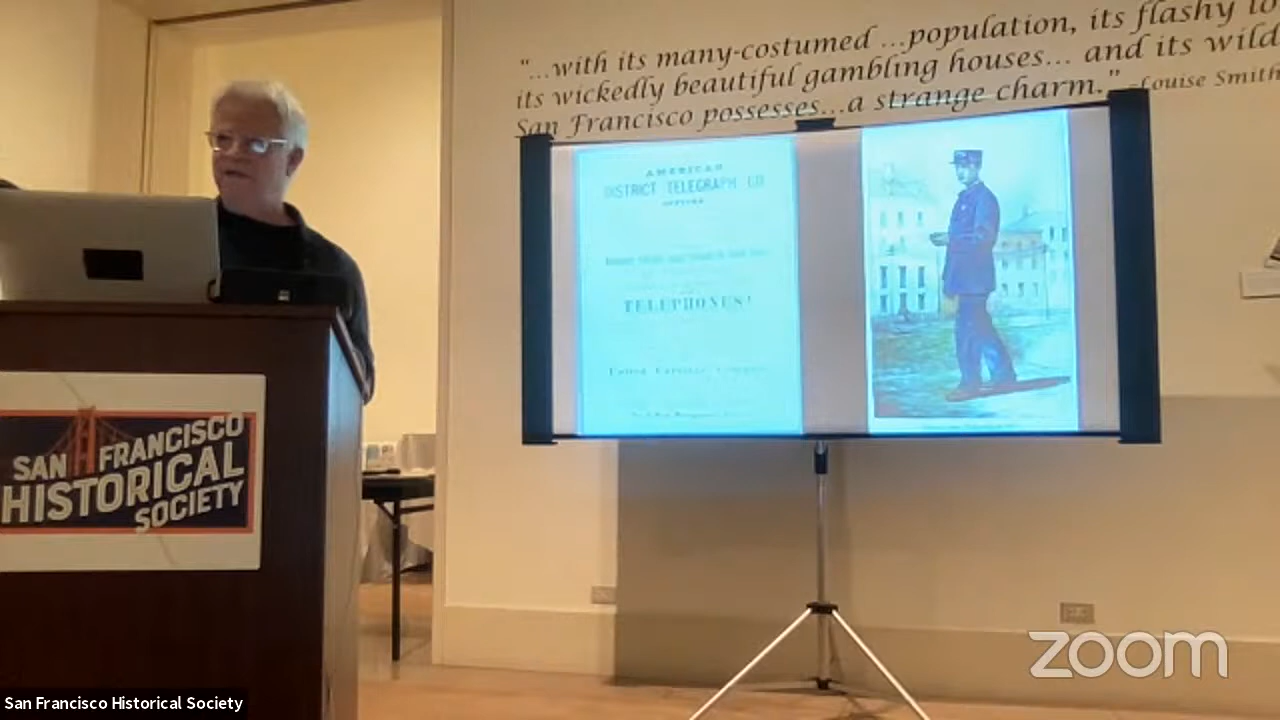 "...with its many-costumed ...population, its flashy
its wickedly beautiful gambling houses... and its wild
San Francisco possesses...a strange charm." -Louise Smith
AMERICAN
DISTRICT TELEGRAPH CO
TELEPHONES!
SAN FRANCISCO
HISTORICAL
SOCIETY
San Francisco Historical Society
zoom